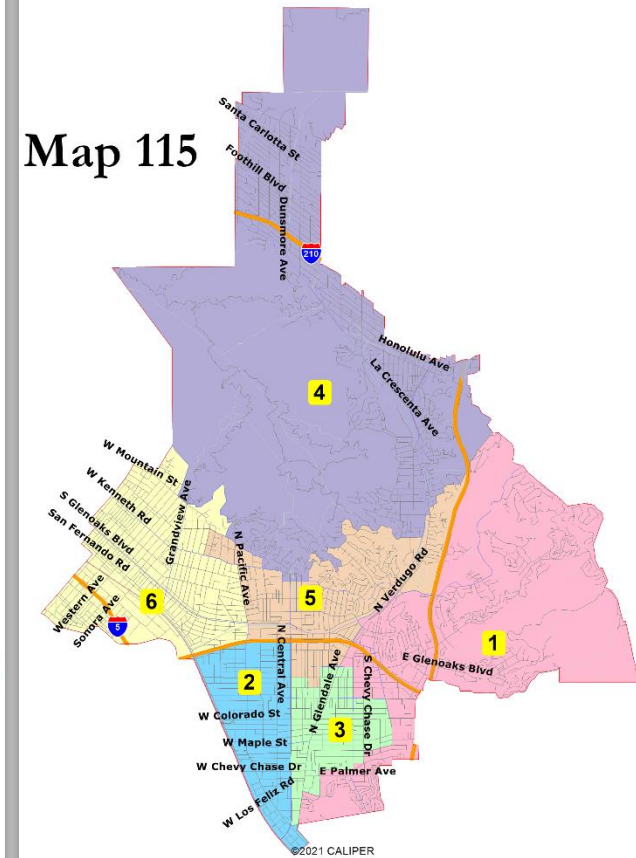 Map 115
Santa Carlotta St
Foothill Blvd
Dunsmore Ave
210
Honolulu Ave
La Crescenta Ave
4
W Mountain St
W Kenneth Rd
Grandview Ave
S Glenoaks Blvd
San Fernando Rd
N Pacific Ave
N Verdugo Rd
Western Ave
Sonora Ave
6
5
5
1
N Central Ave
E Glenoaks Blvd
2
N Glendale Ave
S Chevy Chase Dr
W Colorado St
3
W Maple St
W Chevy Chase Dr
E Palmer Ave
W Los Feliz Rd
©2021 CALIPER